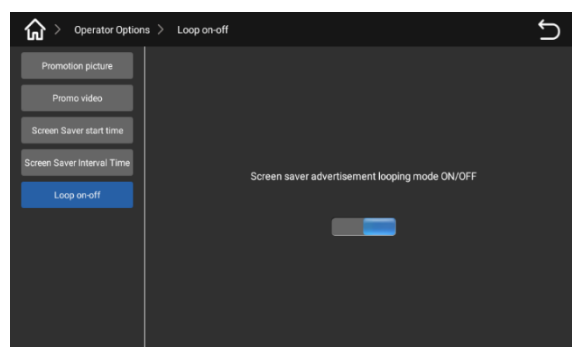 > Operator Options > Loop on-off
Promotion picture
Promo video
Screen Saver start time
Screen Saver Interval Time
Loop on-off
Screen saver advertisement looping mode ON/OFF